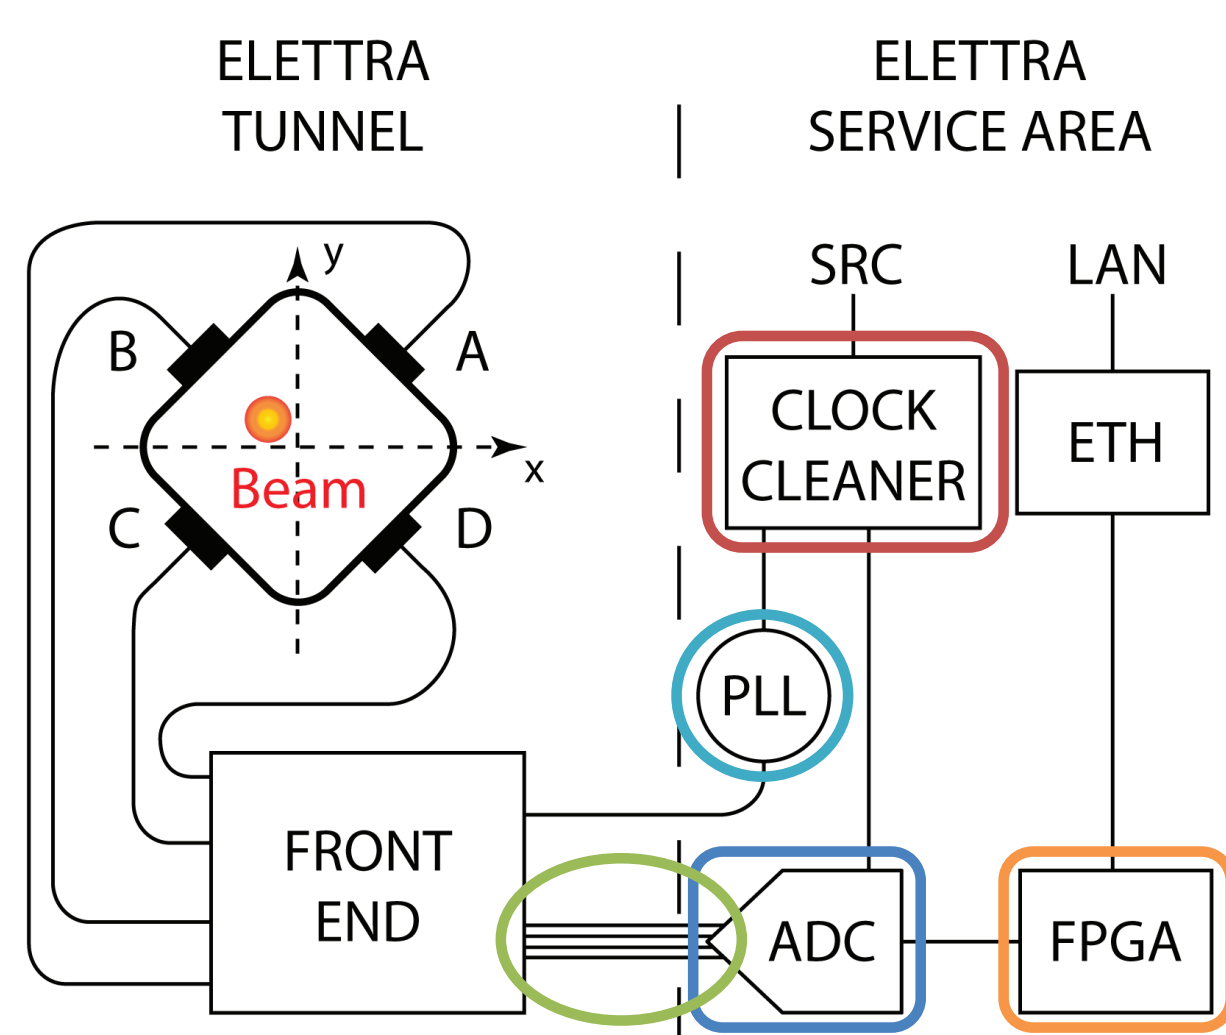 ELETTRA
TUNNEL
ELETTRA
SERVICE AREA
y
SRC
LAN
B
A
CLOCK
CLEANER
ETH
x
Beam
C
D
PLL
FRONT
END
ADC
FPGA